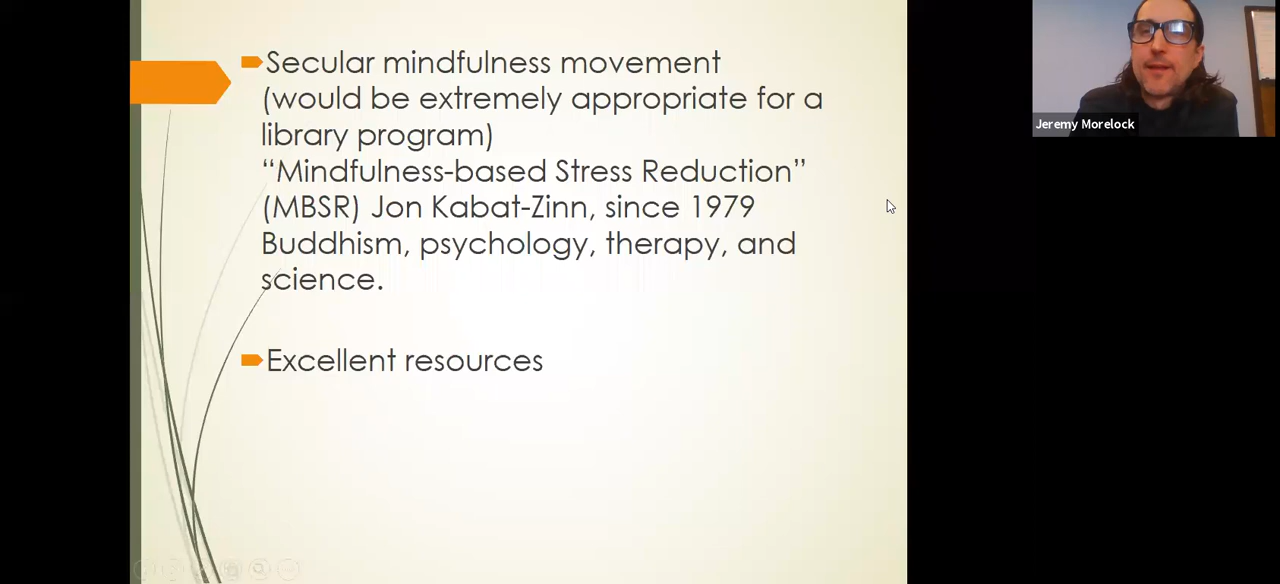 Secular mindfulness movement
(would be extremely appropriate for a
library program)
“Mindfulness-based Stress Reduction”
(MBSR) Jon Kabat-Zinn, since 1979
Buddhism, psychology, therapy, and
science.
Excellent resources
Jeremy Morelock